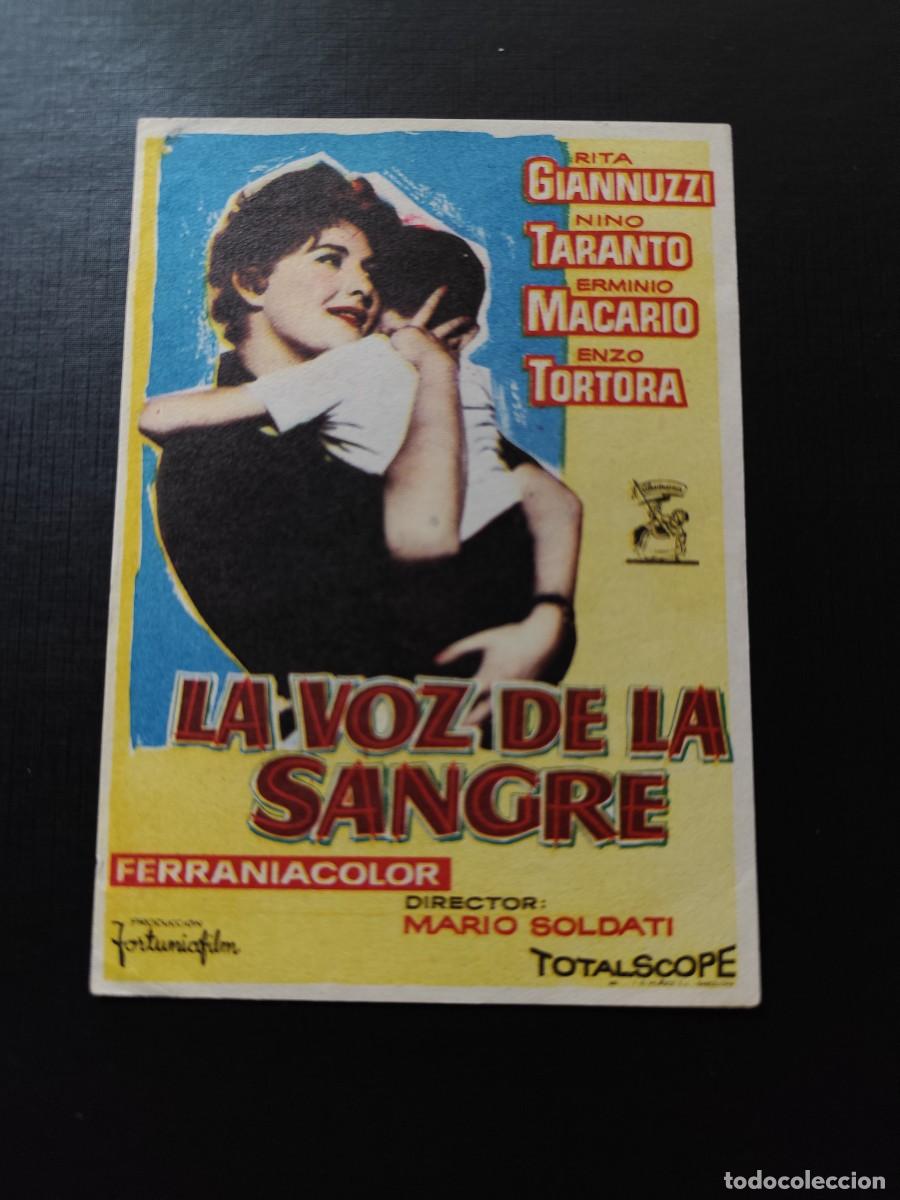 RITA
GIANNUZZI
NINO
TARANTO
ERMINIO
MACARIO
ENZO
TORTORA
LA VOZ DE LA
SANGRE
FERRANIACOLOR
DIRECTOR:
MARIO SOLDATI
PRODUCCION
Fortuniafilm
TOTALSCOPE
todocoleccion